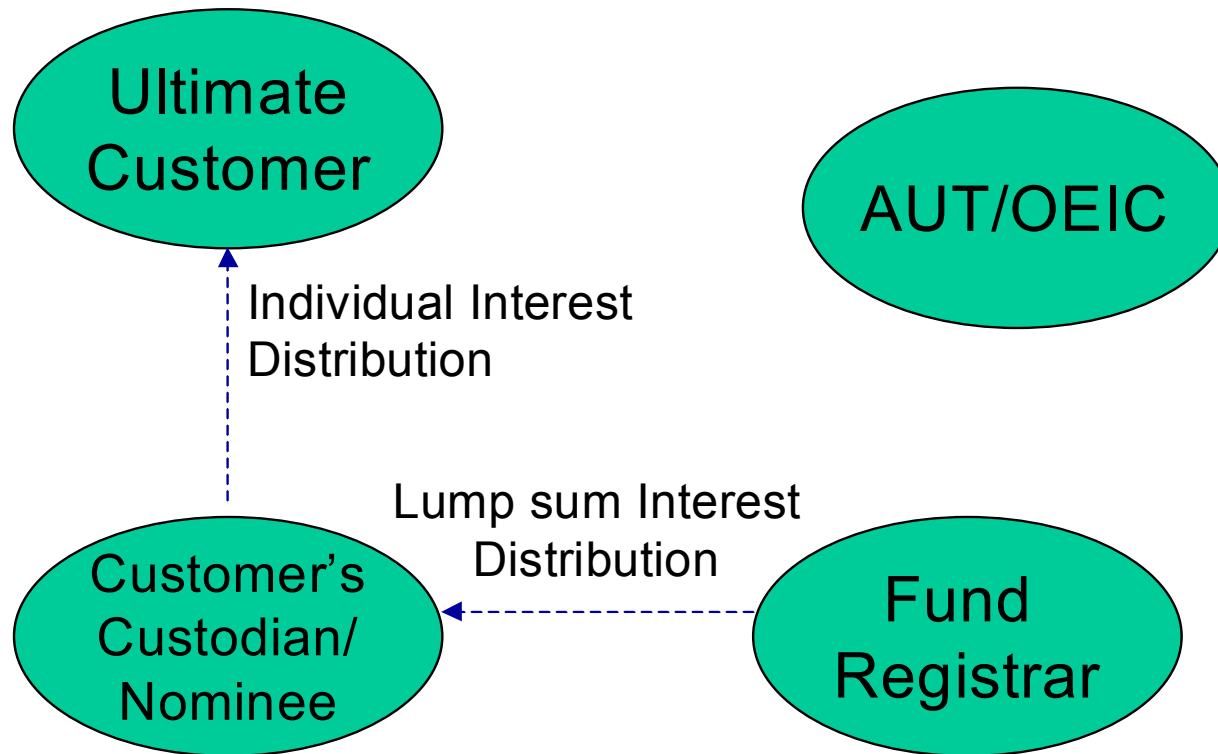 Ultimate
Customer
AUT/OEIC
Individual Interest
Distribution
Lump sum Interest
Distribution
Customer’s
Custodian/
Nominee
Fund
Registrar